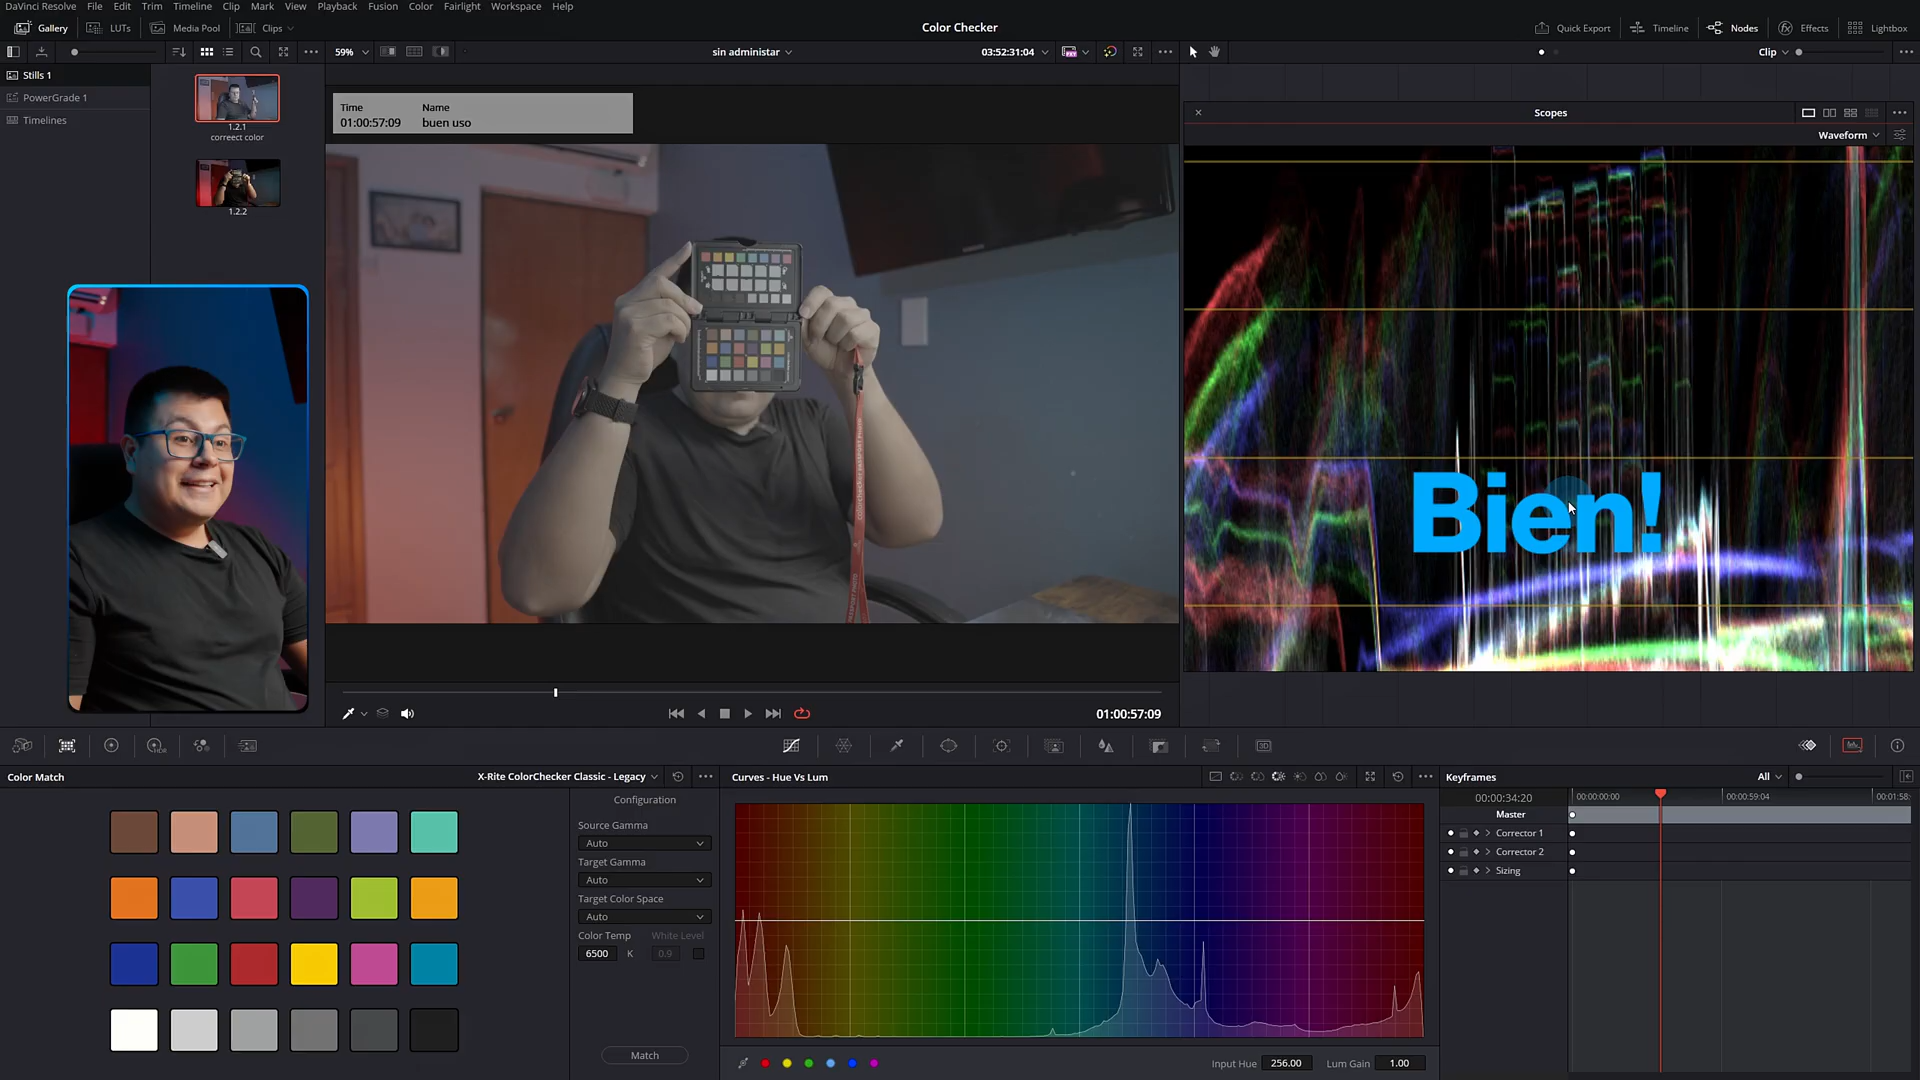 DaVinci Resolve File Edit Trim Timeline Clip Mark View Playback Fusion Color Fairlight Workspace Help
Gallery LUTs Media Pool Clips Color Checker Quick Export Timeline Nodes Effects Lightbox
59% sin administar 03:52:31:04 Clip
Stills 1
PowerGrade 1
Timelines
1.2.1
correect color
1.2.2
Time Name
01:00:57:09 buen uso
Scopes
Waveform
Bien!
01:00:57:09
Color Match X-Rite ColorChecker Classic - Legacy
Configuration
Source Gamma
Auto
Target Gamma
Auto
Target Color Space
Auto
Color Temp White Level
6500 K 0.9
Match
Curves - Hue Vs Lum
Input Hue 256.00 Lum Gain 1.00
Keyframes All
00:00:34:20 00:00:00:00 00:00:59:04 00:01:58:
Master
Corrector 1
Corrector 2
Sizing